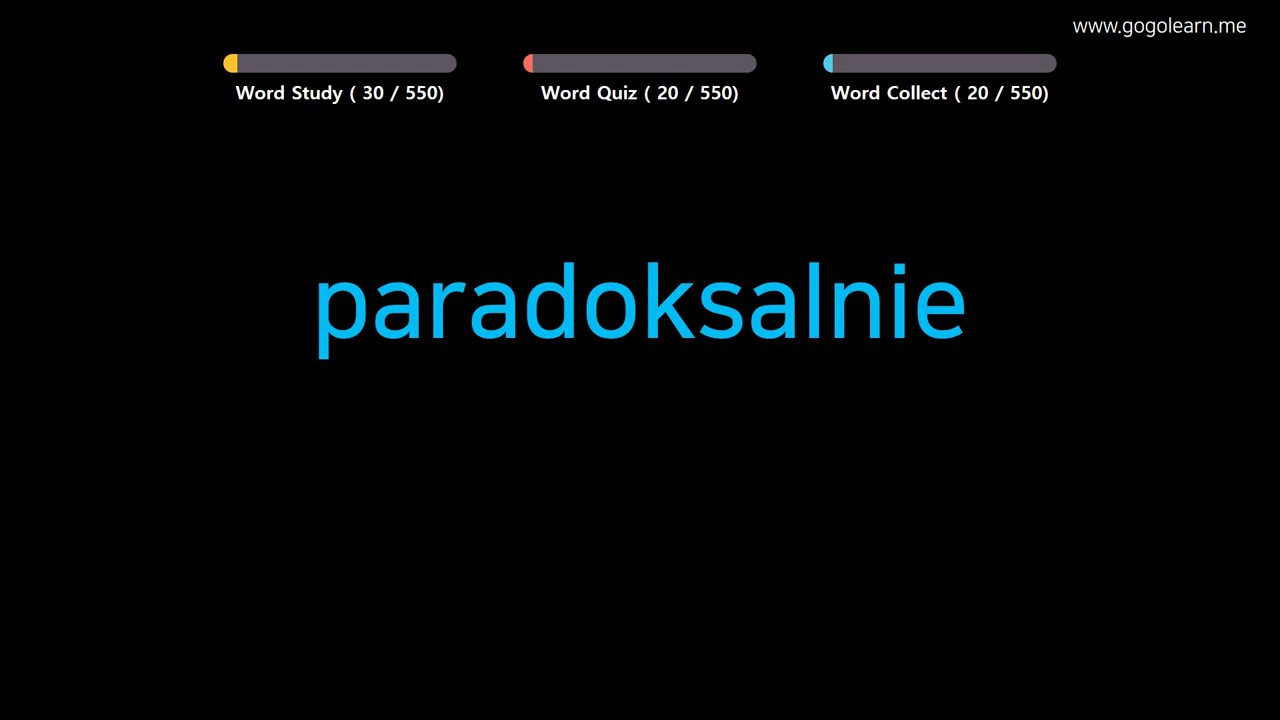 www.gogolearn.me
Word Study ( 30 / 550)
Word Quiz ( 20 / 550)
Word Collect ( 20 / 550)
paradoksalnie